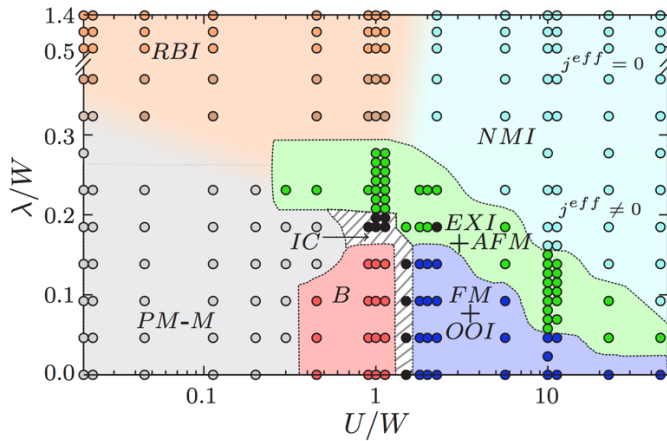 1.4
0.5
0.3
0.2
0.1
0.0
λ/W
RBI
j^{eff} = 0
NMI
j^{eff} ≠ 0
IC
EXI
+AFM
B
FM
+
OOI
PM-M
0.1
1
10
U/W